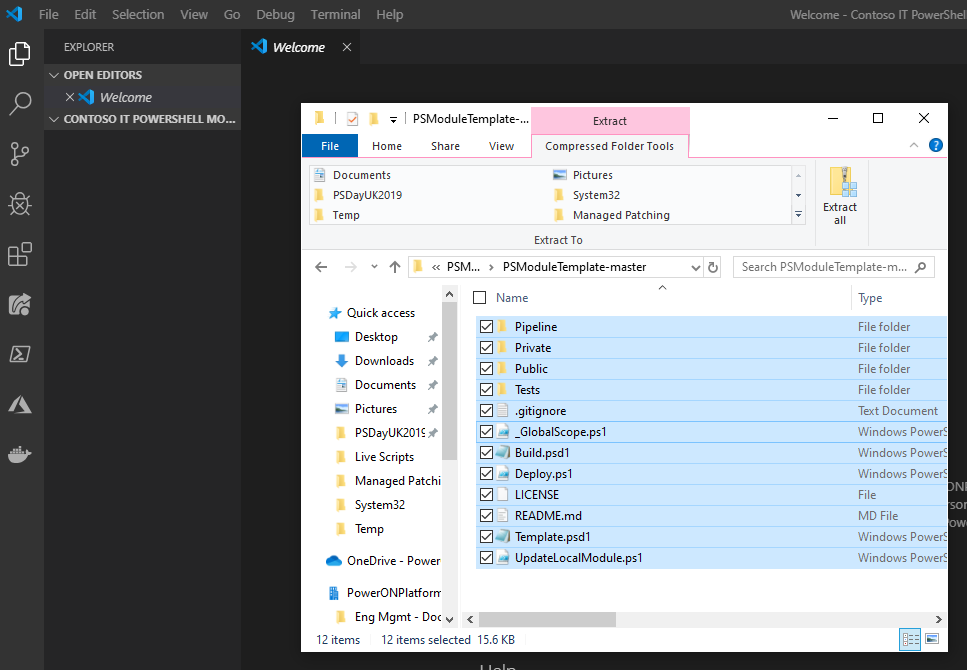 File Edit Selection View Go Debug Terminal Help Welcome - Contoso IT PowerShell
EXPLORER
Welcome
OPEN EDITORS
Welcome
CONTOSO IT POWERSHELL MO...
PSModuleTemplate-...
Extract
File Home Share View Compressed Folder Tools
Documents
PSDayUK2019
Temp
Pictures
System32
Managed Patching
Extract all
Extract To
« PSM... › PSModuleTemplate-master
Search PSModuleTemplate-m...
Quick access
Desktop
Downloads
Documents
Pictures
PSDayUK2019
Live Scripts
Managed Patchi
System32
Temp
OneDrive - Power
PowerONPlatform
Eng Mgmt - Doc
Name Type
Pipeline File folder
Private File folder
Public File folder
Tests File folder
.gitignore Text Document
_GlobalScope.ps1 Windows PowerS
Build.psd1 Windows PowerS
Deploy.ps1 Windows PowerS
LICENSE File
README.md MD File
Template.psd1 Windows PowerS
UpdateLocalModule.ps1 Windows PowerS
12 items 12 items selected 15.6 KB
Help